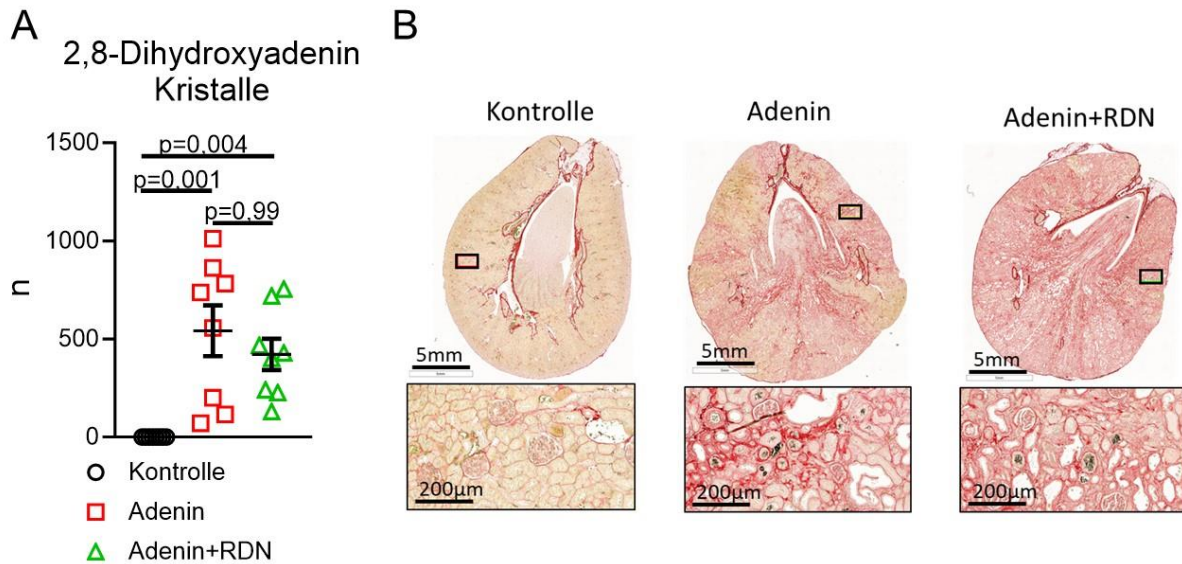 A
2,8-Dihydroxyadenin
Kristalle
1500
p=0,004
p=0,001
p=0,99
1000
n
500
0
Kontrolle
Adenin
Adenin+RDN
B
Kontrolle
Adenin
Adenin+RDN
5mm
5mm
5mm
200µm
200µm
200µm